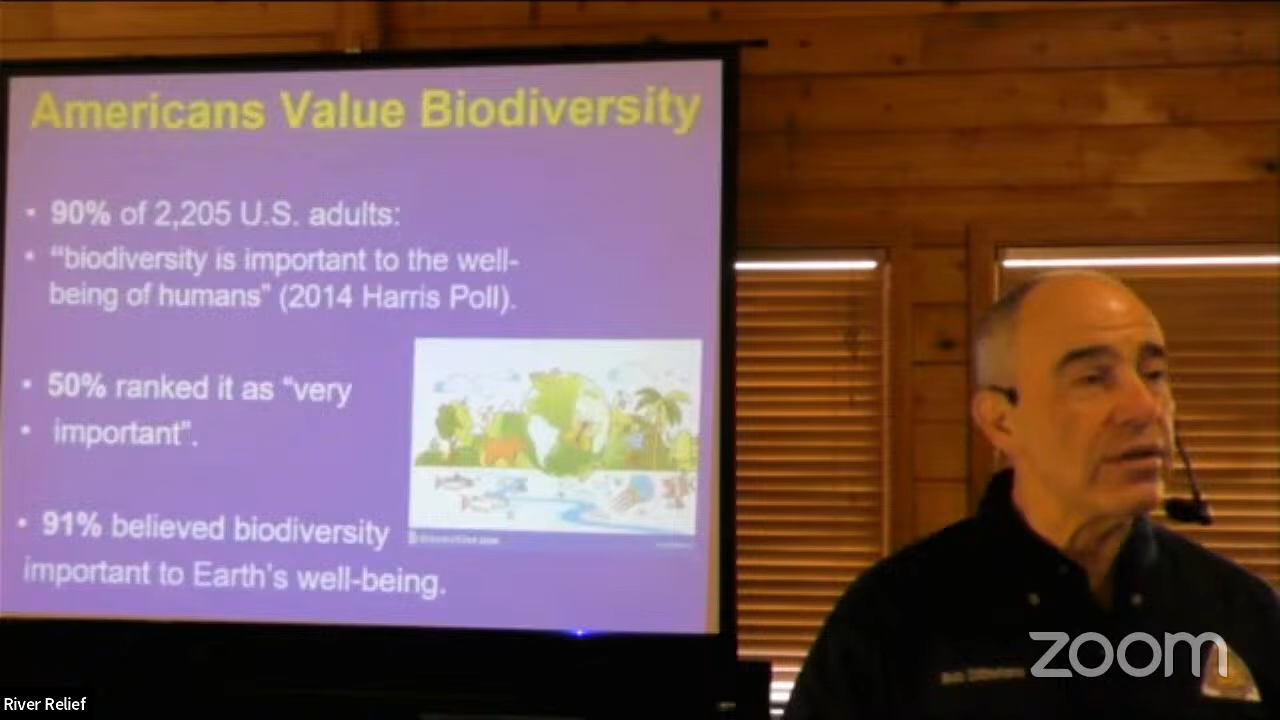 Americans Value Biodiversity
• 90% of 2,205 U.S. adults:
• “biodiversity is important to the well-
being of humans” (2014 Harris Poll).
• 50% ranked it as “very
• important”.
• 91% believed biodiversity
important to Earth’s well-being.
zoom
River Relief